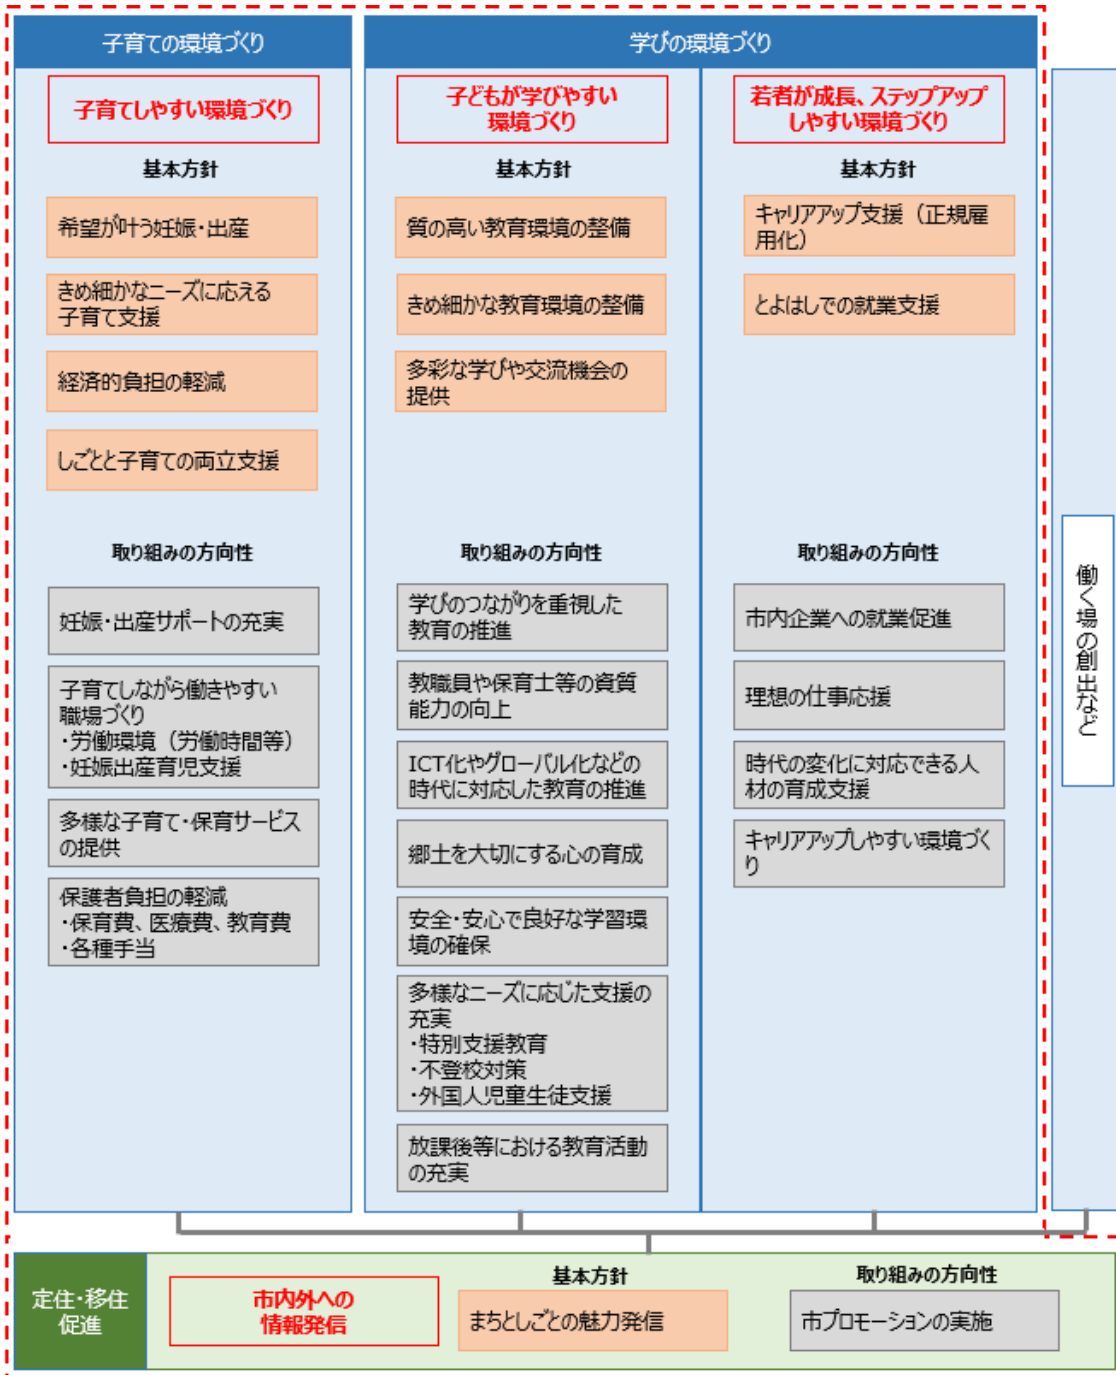 子育ての環境づくり
子育てしやすい環境づくり
基本方針
希望が叶う妊娠・出産
きめ細かなニーズに応える
子育て支援
経済的負担の軽減
しごとと子育ての両立支援
取り組みの方向性
妊娠・出産サポートの充実
子育てしながら働きやすい
職場づくり
・労働環境（労働時間等）
・妊娠出産育児支援
多様な子育て・保育サービス
の提供
保護者負担の軽減
・保育費、医療費、教育費
・各種手当
学びの環境づくり
子どもが学びやすい
環境づくり
基本方針
質の高い教育環境の整備
きめ細かな教育環境の整備
多彩な学びや交流機会の
提供
取り組みの方向性
学びのつながりを重視した
教育の推進
教職員や保育士等の資質
能力の向上
ICT化やグローバル化などの
時代に対応した教育の推進
郷土を大切にする心の育成
安全・安心で良好な学習環
境の確保
多様なニーズに応じた支援の
充実
・特別支援教育
・不登校対策
・外国人児童生徒支援
放課後等における教育活動
の充実
若者が成長、ステップアップ
しやすい環境づくり
基本方針
キャリアアップ支援（正規雇
用化）
とよはしでの就業支援
取り組みの方向性
市内企業への就業促進
理想の仕事応援
時代の変化に対応できる人
材の育成支援
キャリアアップしやすい環境づく
り
働く場の創出など
定住・移住
促進
市内外への
情報発信
基本方針
まちとしごとの魅力発信
取り組みの方向性
市プロモーションの実施